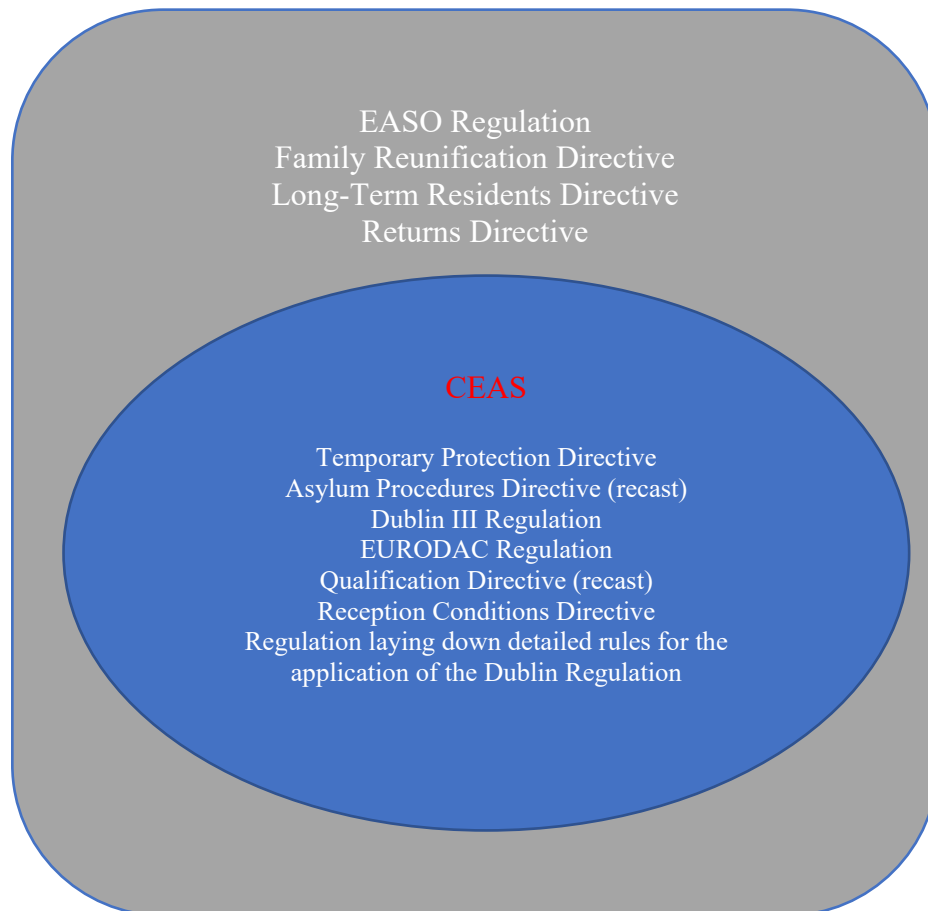 EASO Regulation
Family Reunification Directive
Long-Term Residents Directive
Returns Directive
CEAS
Temporary Protection Directive
Asylum Procedures Directive (recast)
Dublin III Regulation
EURODAC Regulation
Qualification Directive (recast)
Reception Conditions Directive
Regulation laying down detailed rules for the
application of the Dublin Regulation